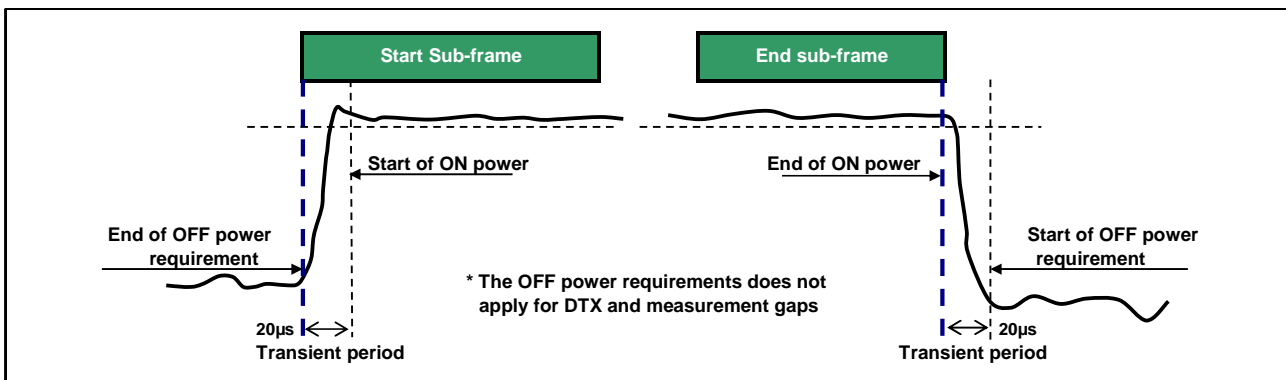 Start Sub-frame
End sub-frame
Start of ON power
End of ON power
End of OFF power
requirement
Start of OFF power
requirement
* The OFF power requirements does not
apply for DTX and measurement gaps
20µs
Transient period
20µs
Transient period